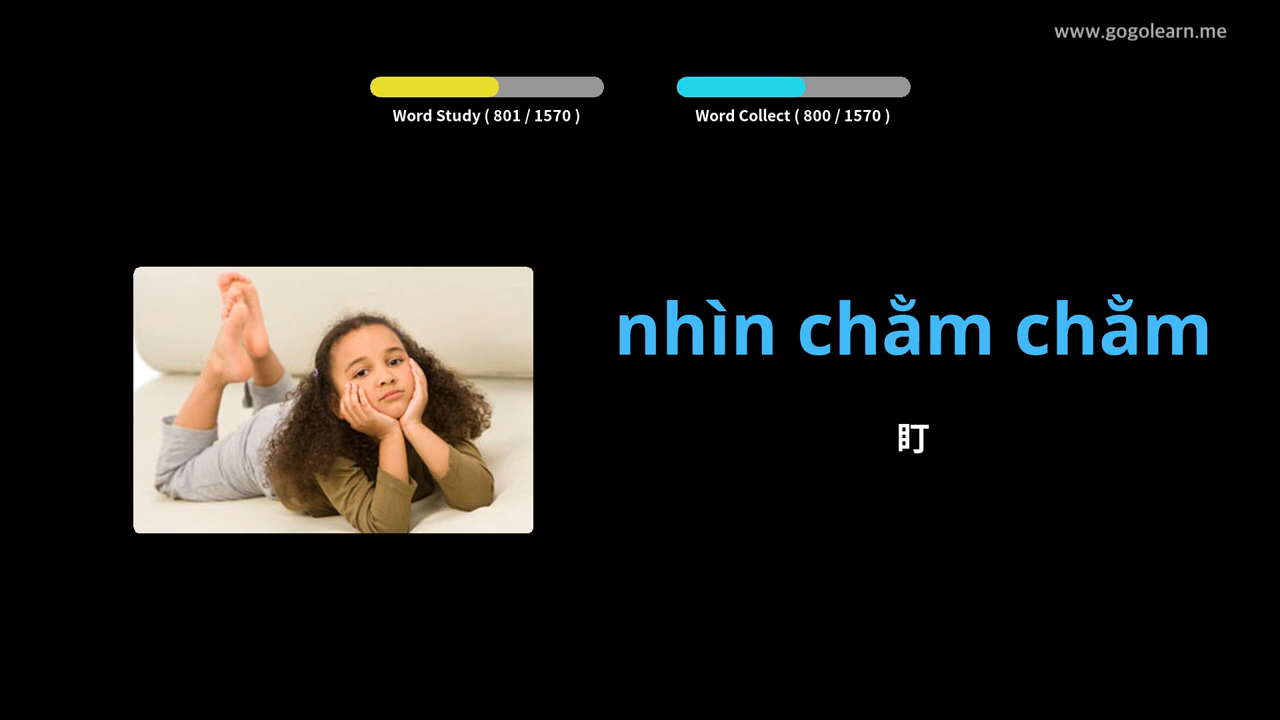 www.gogolearn.me
Word Study ( 801 / 1570 )
Word Collect ( 800 / 1570 )
nhìn chằm chằm
盯